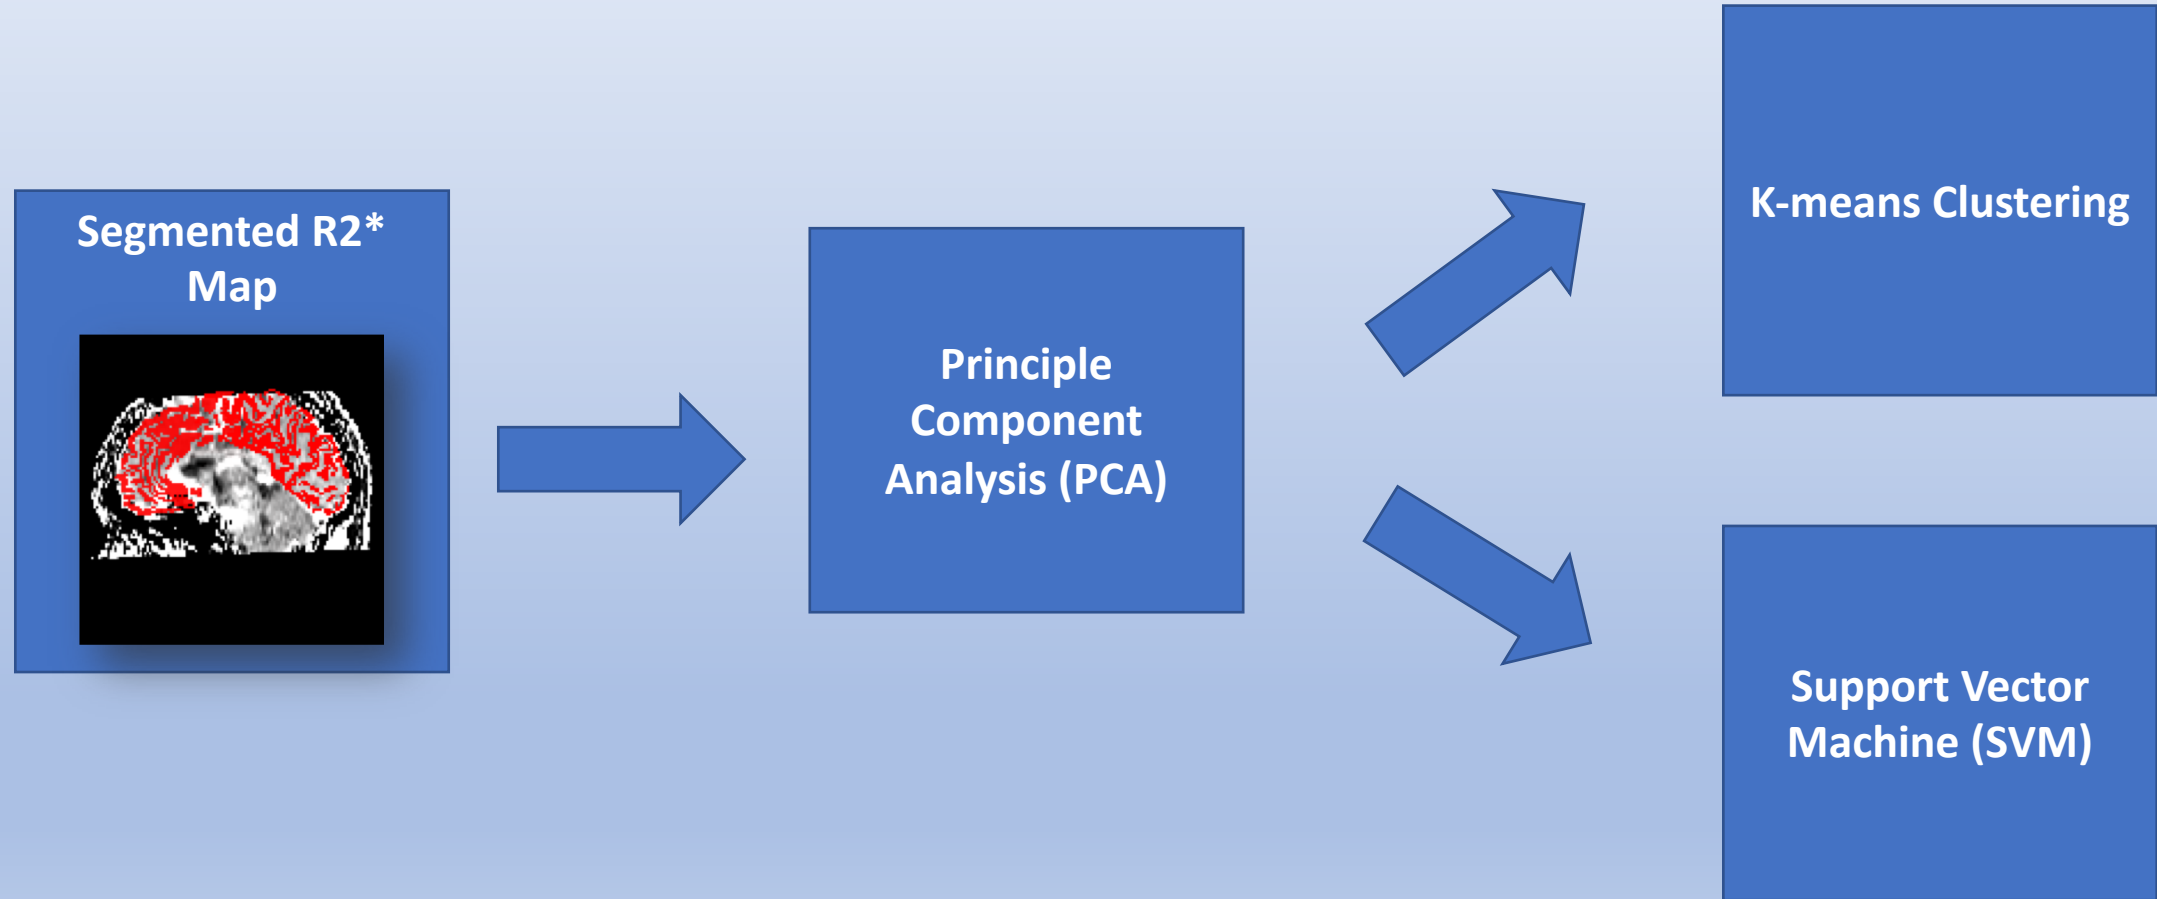 Segmented R2*
Map
Principle
Component
Analysis (PCA)
K-means Clustering
Support Vector
Machine (SVM)